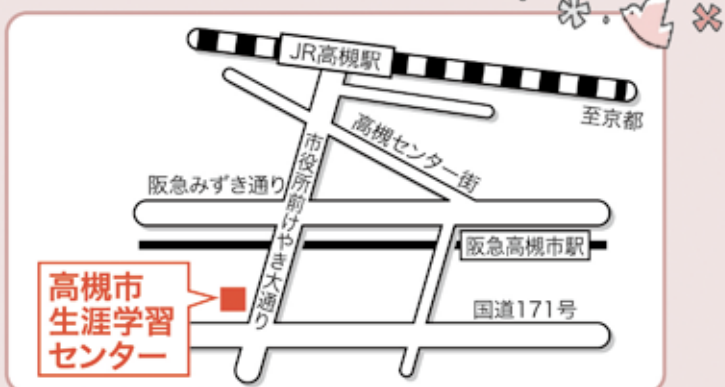 JR高槻駅
至京都
高槻センター街
市役所前けやき大通り
阪急みずき通り
阪急高槻市駅
高槻市
生涯学習
センター
国道171号